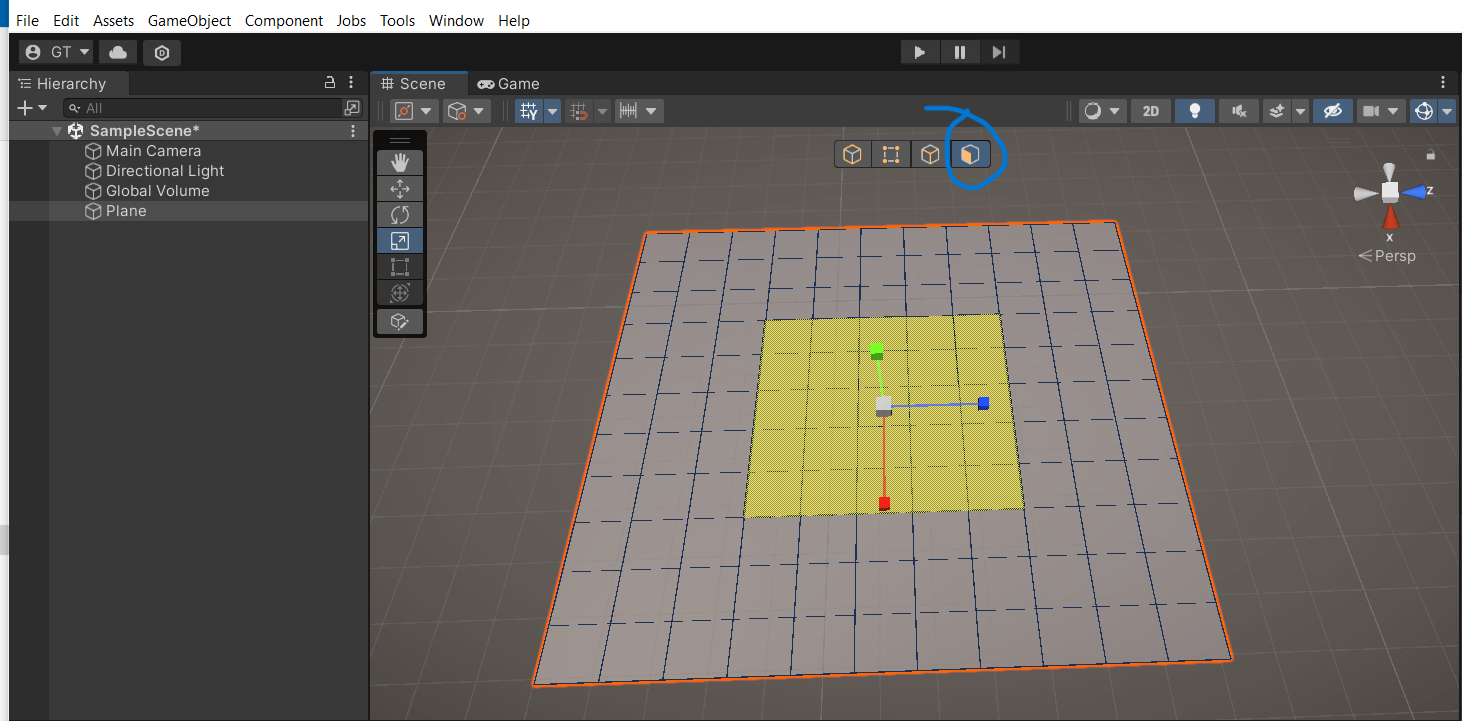 File Edit Assets GameObject Component Jobs Tools Window Help
GT
Hierarchy
Scene
Game
All
2D
SampleScene*
Main Camera
Directional Light
Global Volume
Plane
z
x
Persp